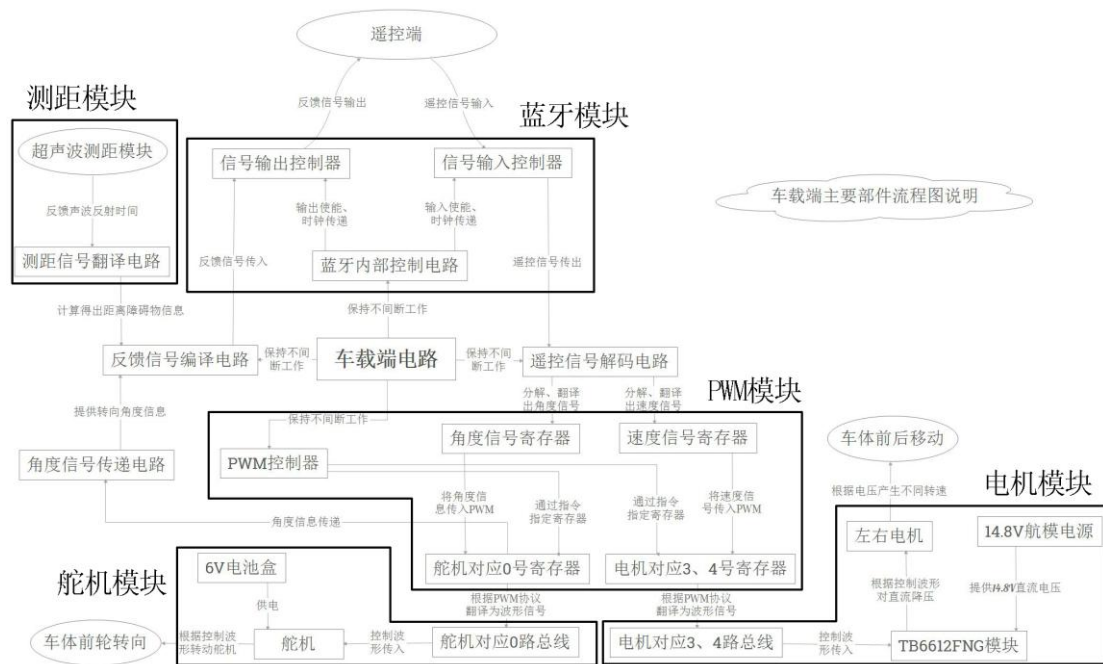 遥控端
测距模块
反馈信号输出
遥控信号输入
蓝牙模块
超声波测距模块
信号输出控制器
信号输入控制器
车载端主要部件流程图说明
反馈声波反射时间
输出使能、
时钟传递
输入使能、
时钟传递
测距信号翻译电路
反馈信号传入
蓝牙内部控制电路
遥控信号传出
计算得出距离障碍物信息
保持不间断工作
反馈信号编译电路
保持不间
断工作
车载端电路
保持不间
断工作
遥控信号解码电路
分解、翻译
出角度信号
分解、翻译
出速度信号
PWM模块
提供转向角度信息
保持不间断工作
角度信号寄存器
速度信号寄存器
车体前后移动
角度信号传递电路
PWM控制器
将角度信
息传入PWM
通过指令
指定寄存器
通过指令
指定寄存器
将速度信
号传入PWM
根据电压产生不同转速
电机模块
角度信息传递
左右电机
14.8V航模电源
舵机模块
6V电池盒
舵机对应0号寄存器
电机对应3、4号寄存器
供电
根据PWM协议
翻译为波形信号
根据PWM协议
翻译为波形信号
根据控制波形
对直流降压
提供14.8V直流电压
车体前轮转向
根据控制波
形转动舵机
舵机
控制波
形传入
舵机对应0路总线
电机对应3、4路总线
控制波
形传入
TB6612FNG模块